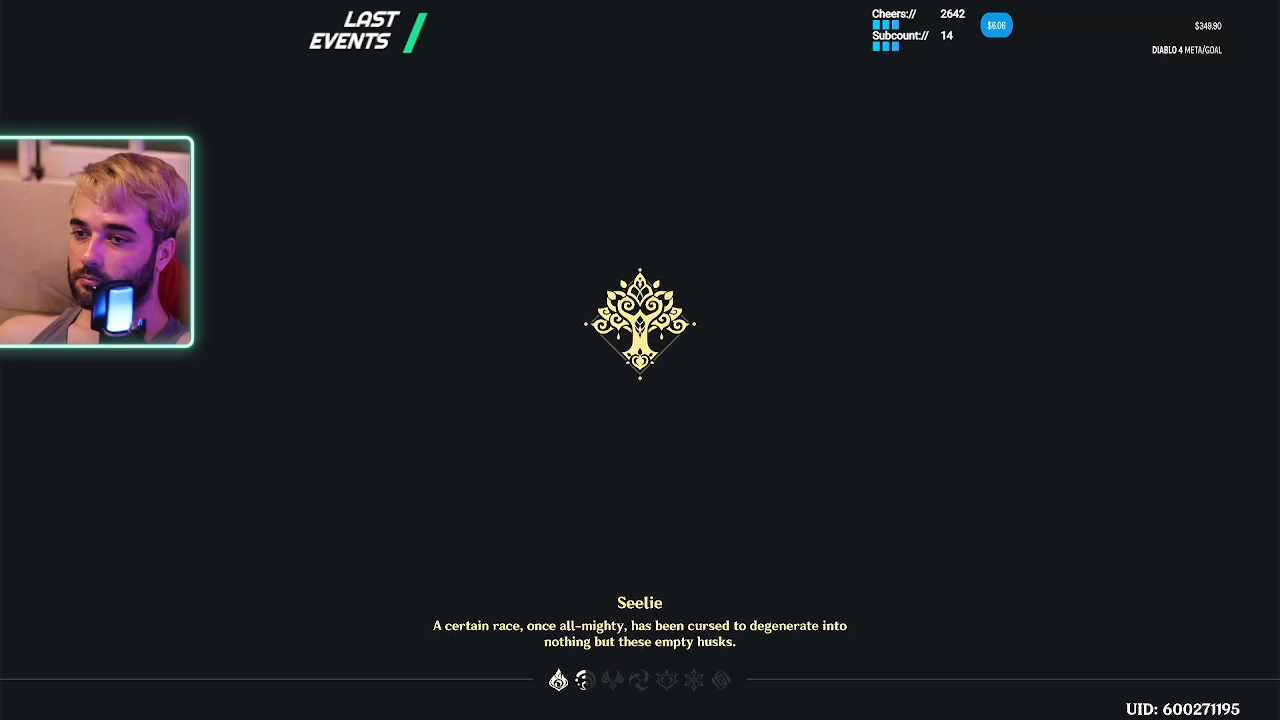 LAST
EVENTS
Cheers:// 2642
Subcount:// 14
$6.06
$349.90
DIABLO 4 META/GOAL
Seelie
A certain race, once all-mighty, has been cursed to degenerate into
nothing but these empty husks.
UID: 600271195